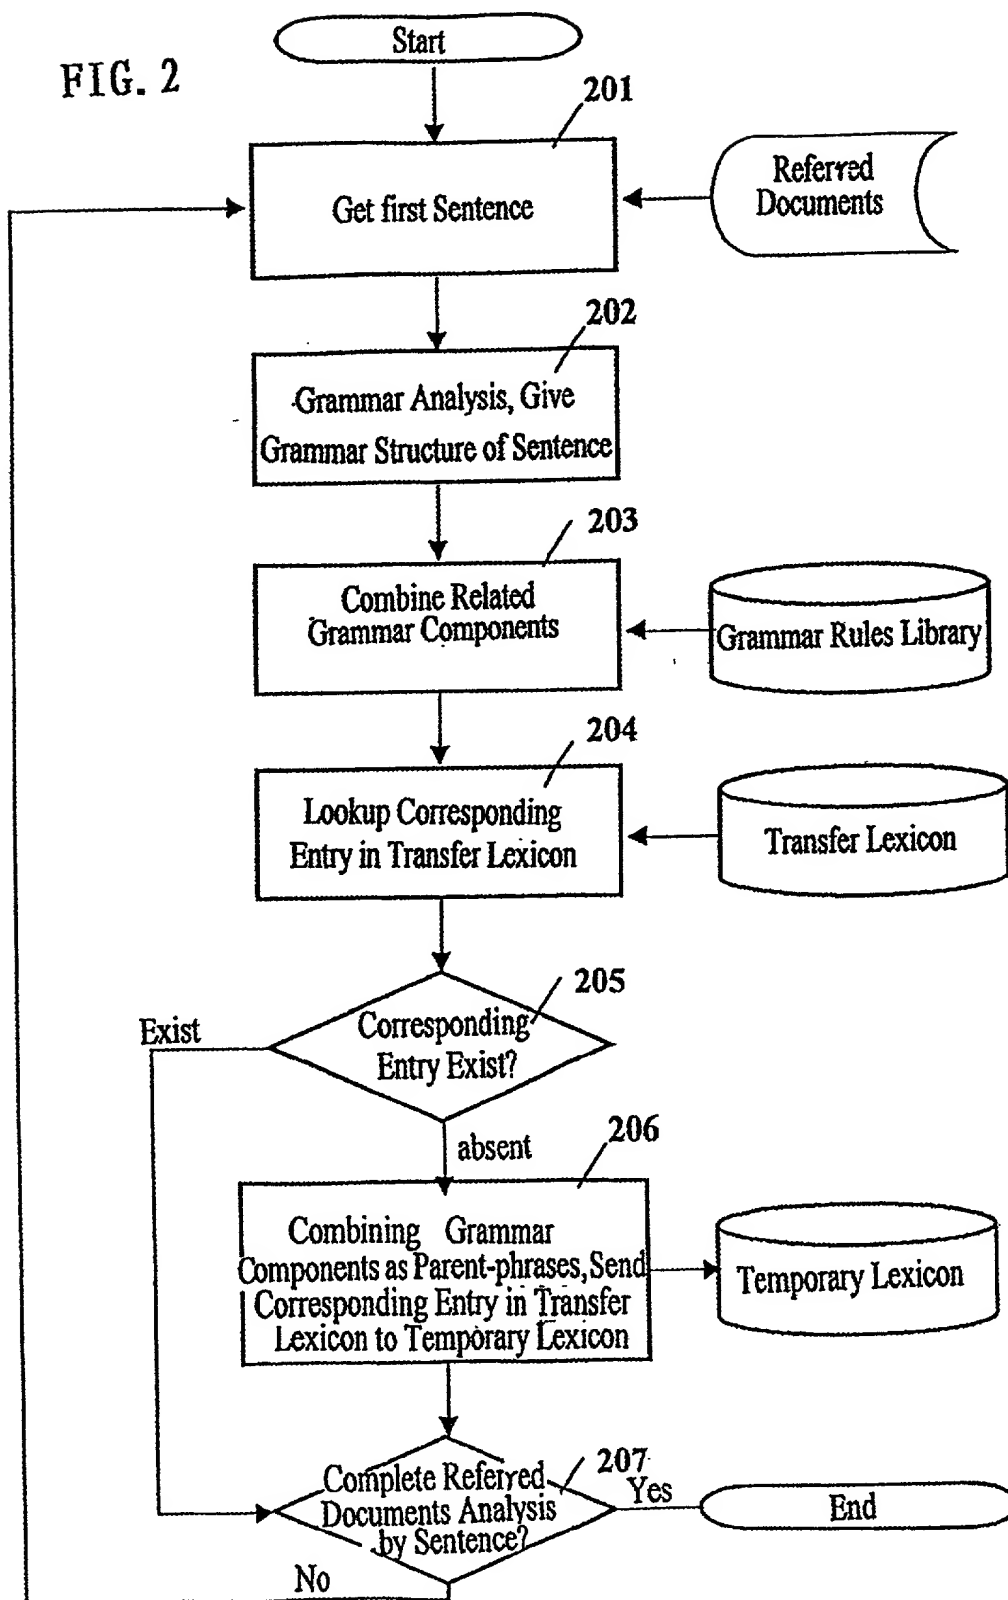 FIG. 2
Start
201
Get first Sentence
Referred
Documents
202
Grammar Analysis, Give
Grammar Structure of Sentence
203
Combine Related
Grammar Components
Grammar Rules Library
204
Lookup Corresponding
Entry in Transfer Lexicon
Transfer Lexicon
205
Exist
Corresponding
Entry Exist?
absent
206
Combining Grammar
Components as Parent-phrases, Send
Corresponding Entry in Transfer
Lexicon to Temporary Lexicon
Temporary Lexicon
207
Complete Referred
Documents Analysis
by Sentence?
Yes
End
No